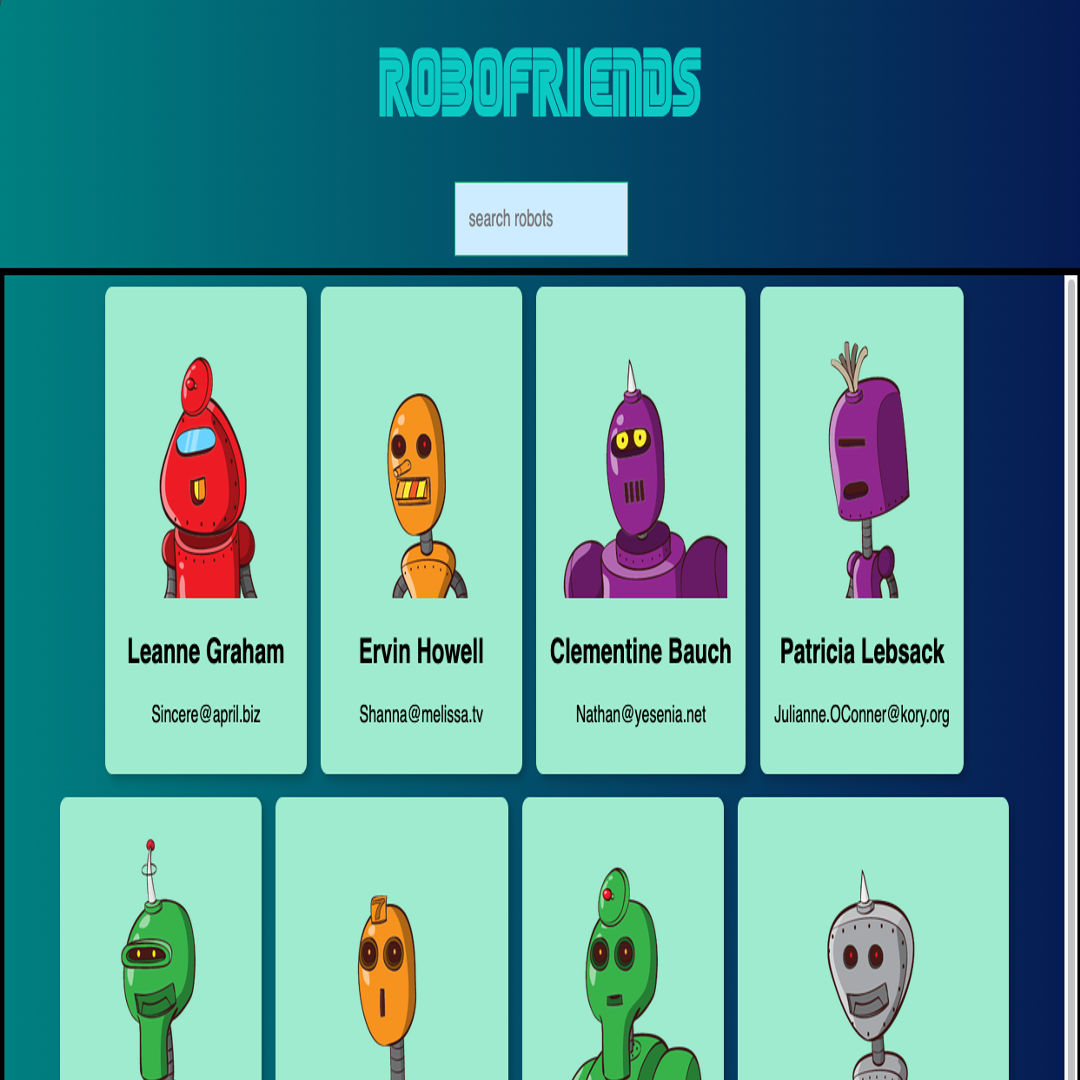 ROBOFRIENDS
search robots
Leanne Graham
Sincere@april.biz
Ervin Howell
Shanna@melissa.tv
Clementine Bauch
Nathan@yesenia.net
Patricia Lebsack
Julianne.OConner@kory.org
7